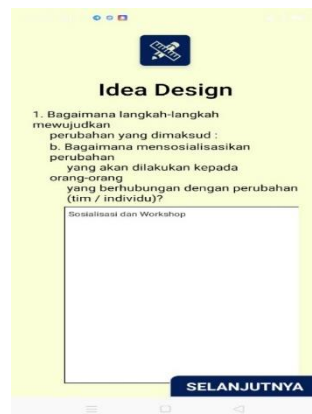 Idea Design
1. Bagaimana langkah-langkah
mewujudkan
perubahan yang dimaksud :
b. Bagaimana mensosialisasikan
perubahan
yang akan dilakukan kepada
orang-orang
yang berhubungan dengan perubahan
(tim / individu)?
Sosialisasi dan Workshop
SELANJUTNYA